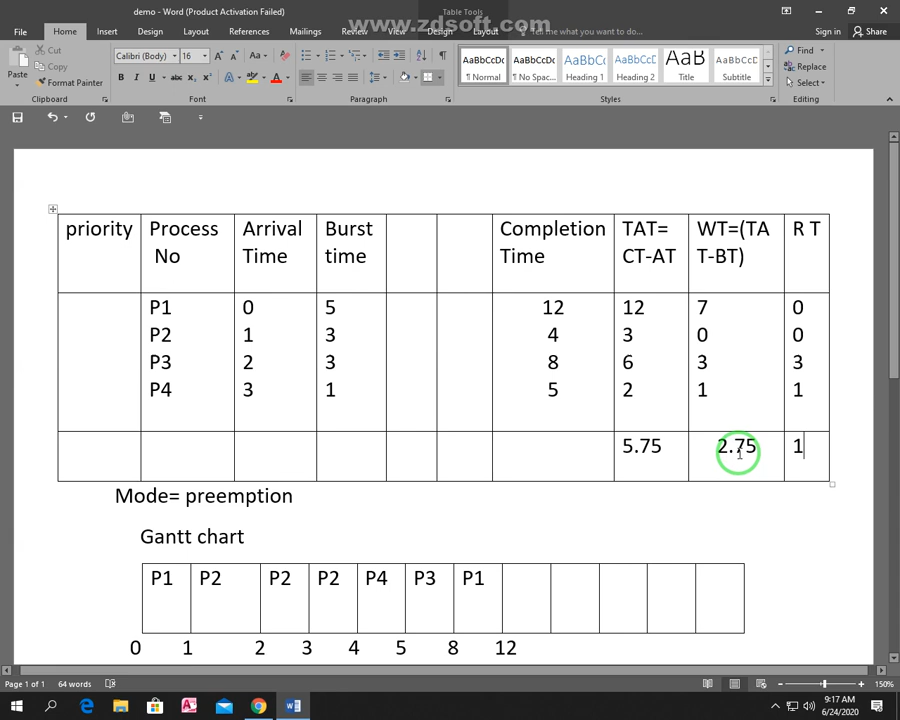 demo - Word (Product Activation Failed)
Table Tools
www.zdsoft.com
File Home Insert Design Layout References Mailings Review View Design Layout Tell me what you want to do... Sign in Share
Cut
Copy
Paste
Format Painter
Clipboard
Calibri (Body) 16
Font
Paragraph
AaBbCcDc AaBbCcDc AaBbCc AaBbCcD AaB AaBbCcD
¶ Normal ¶ No Spac... Heading 1 Heading 2 Title Subtitle
Styles
Find
Replace
Select
Editing
priority Process Arrival Burst Completion TAT= WT=(TA R T
No Time time Time CT-AT T-BT)
P1 0 5 12 12 7 0
P2 1 3 4 3 0 0
P3 2 3 8 6 3 3
P4 3 1 5 2 1 1
5.75 2.75 1
Mode= preemption
Gantt chart
P1 P2 P2 P2 P4 P3 P1
0 1 2 3 4 5 8 12
Page 1 of 1 64 words 150%
9:17 AM
6/24/2020